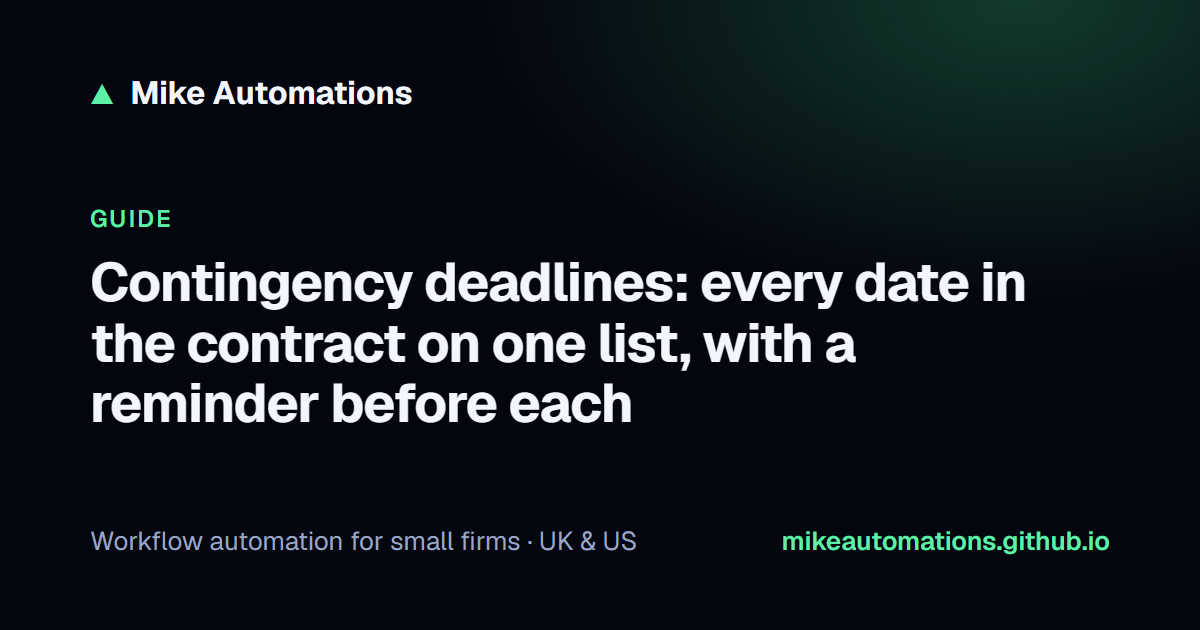 Mike Automations
GUIDE
Contingency deadlines: every date in
the contract on one list, with a
reminder before each
Workflow automation for small firms · UK & US
mikeautomations.github.io